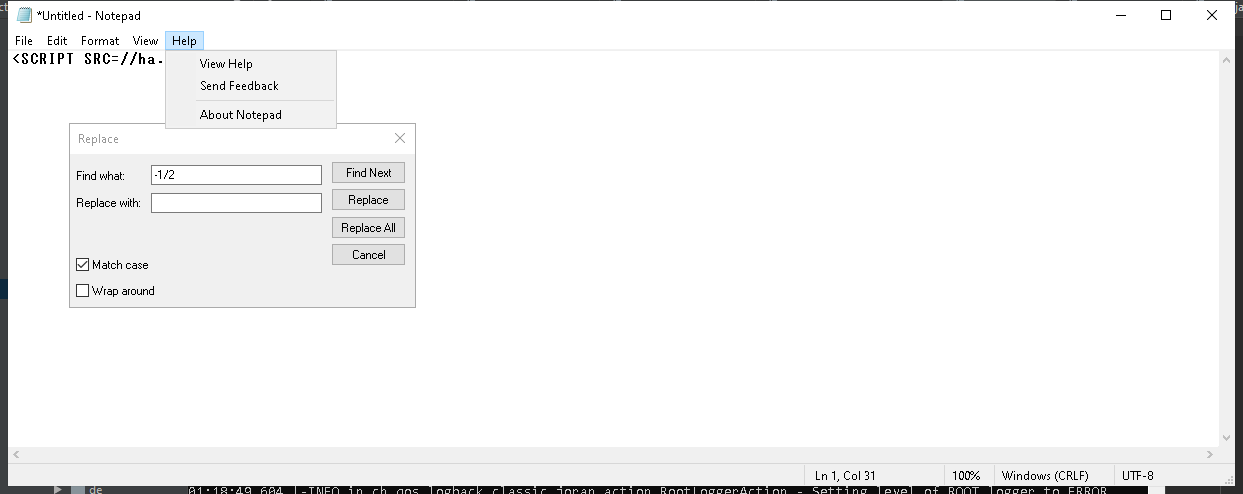 *Untitled - Notepad
File Edit Format View Help
<SCRIPT SRC=//ha.
View Help
Send Feedback
About Notepad
Replace
Find what: -1/2 Find Next
Replace with: Replace
Replace All
Cancel
Match case
Wrap around
Ln 1, Col 31 100% Windows (CRLF) UTF-8
de 01:18:49,604 |-INFO in ch.qos.logback.classic.joran.action.RootLoggerAction - Setting level of ROOT logger to ERROR